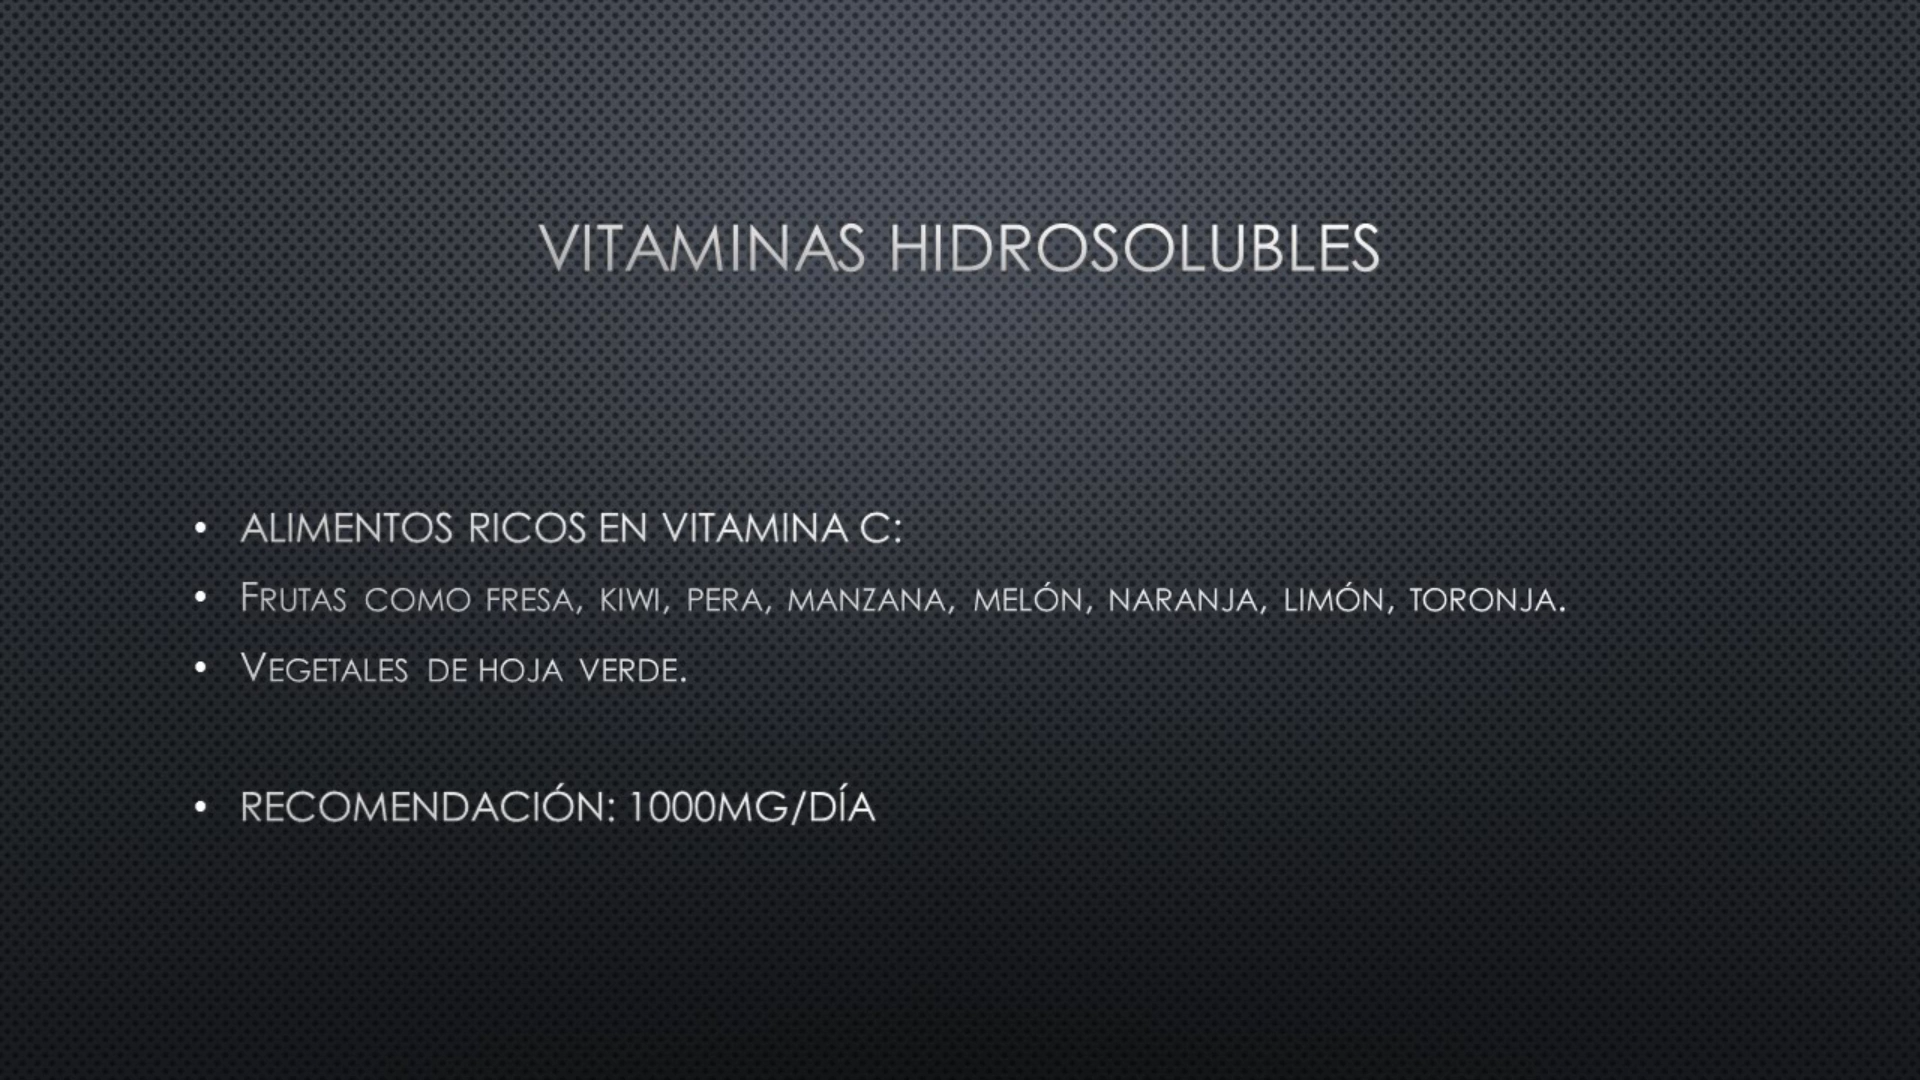 VITAMINAS HIDROSOLUBLES
• ALIMENTOS RICOS EN VITAMINA C:
• FRUTAS COMO FRESA, KIWI, PERA, MANZANA, MELÓN, NARANJA, LIMÓN, TORONJA.
• VEGETALES DE HOJA VERDE.
• RECOMENDACIÓN: 1000MG/DÍA